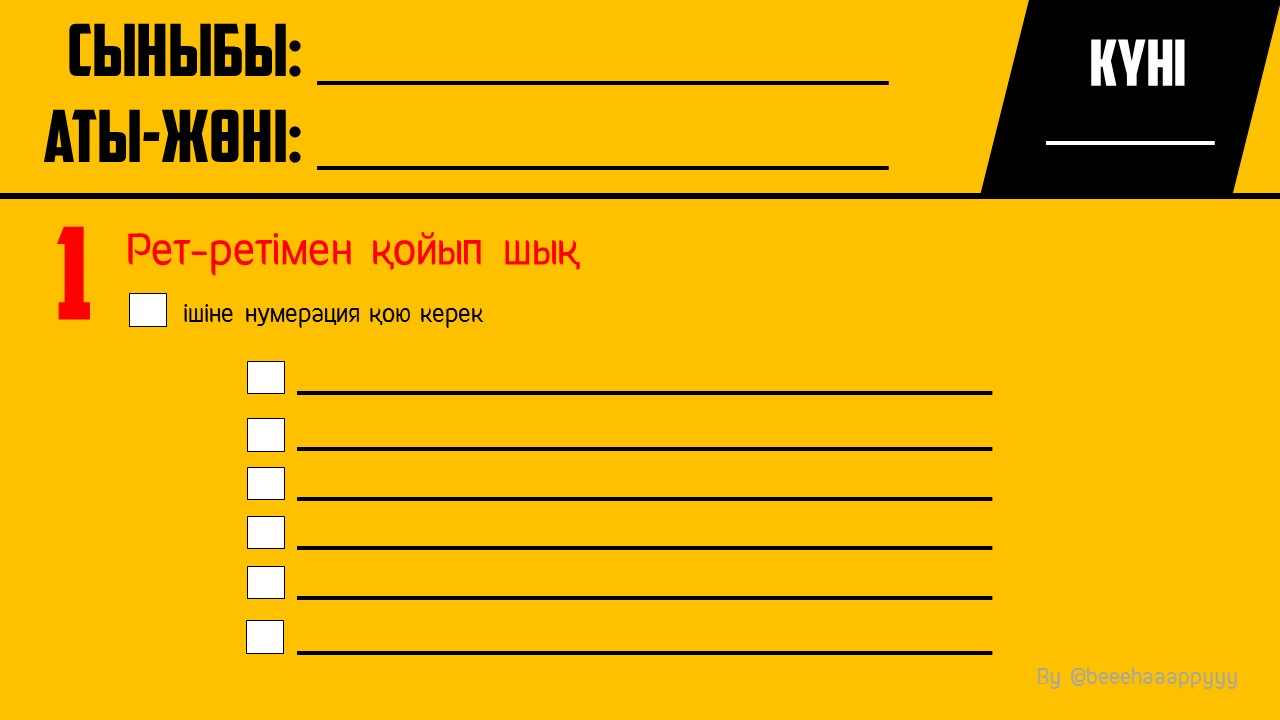 СЫНЫБЫ:
АТЫ-ЖӨНІ:
КҮНІ
1 Рет-ретімен қойып шық
ішіне нумерация қою керек
By @beeehaaappyyy